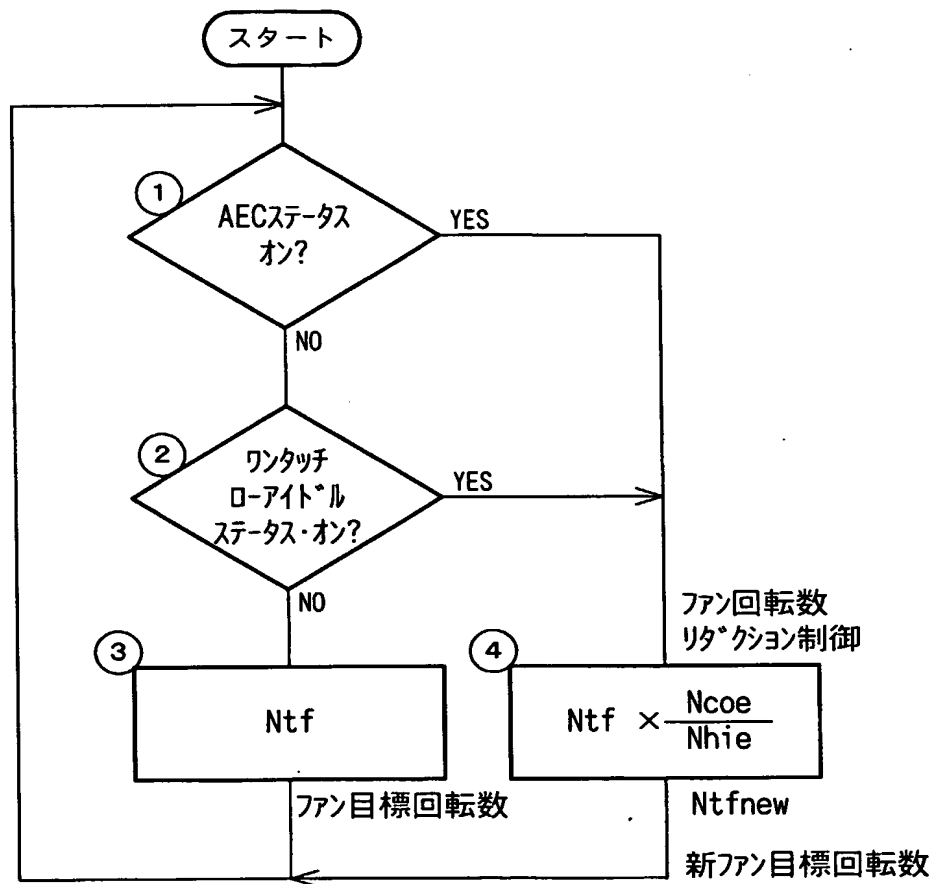 スタート
1
AECステータス
オン?
YES
NO
2
ワンタッチ
ローアイドル
ステータス・オン?
YES
NO
ファン回転数
リダクション制御
3
Ntf
4
Ntf × Ncoe
Nhie
ファン目標回転数
Ntfnew
新ファン目標回転数